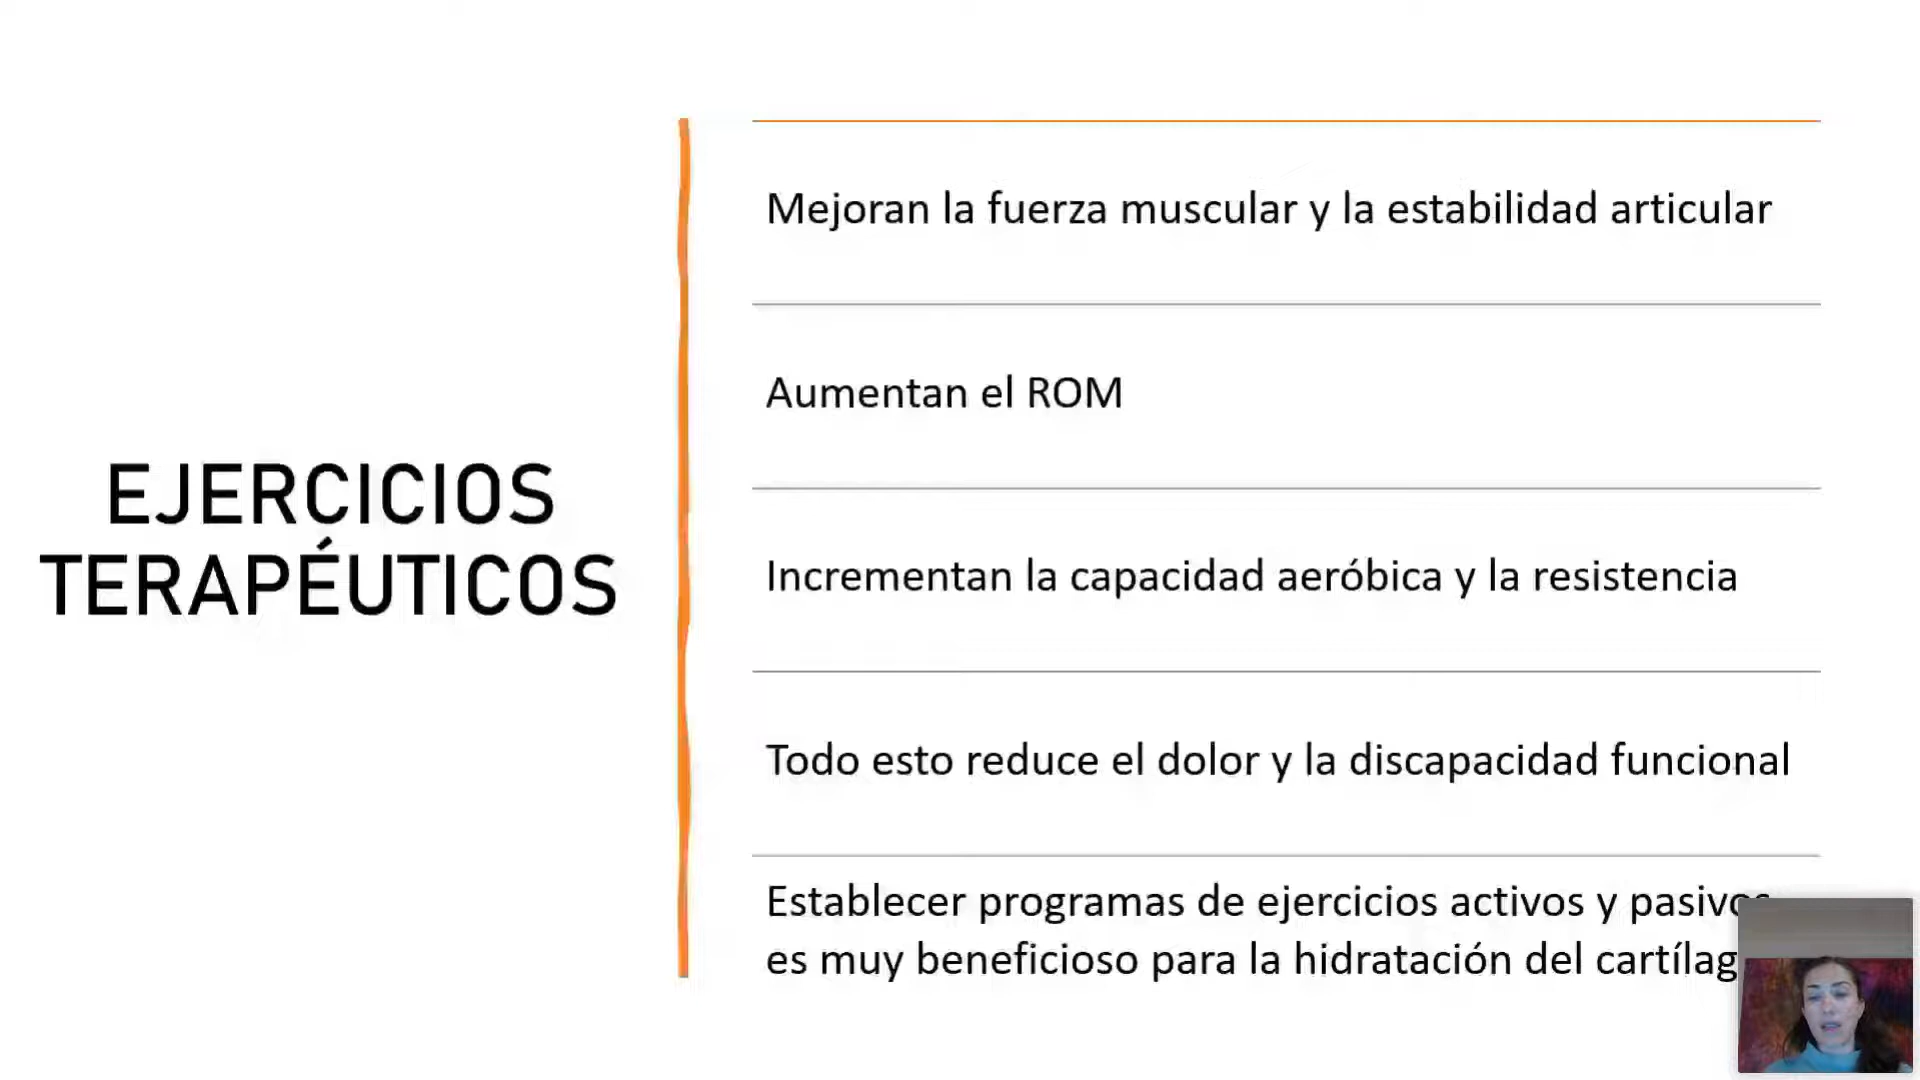 EJERCICIOS
TERAPÉUTICOS
Mejoran la fuerza muscular y la estabilidad articular
Aumentan el ROM
Incrementan la capacidad aeróbica y la resistencia
Todo esto reduce el dolor y la discapacidad funcional
Establecer programas de ejercicios activos y pasivos
es muy beneficioso para la hidratación del